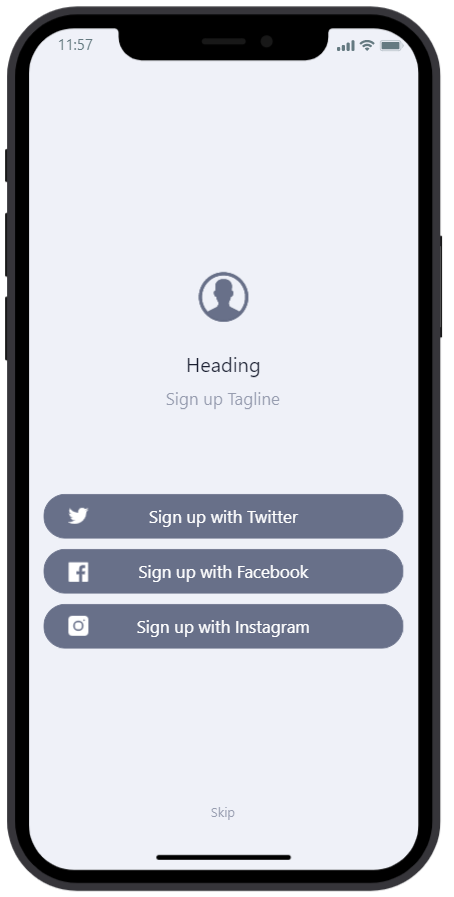 11:57
Heading
Sign up Tagline
Sign up with Twitter
Sign up with Facebook
Sign up with Instagram
Skip